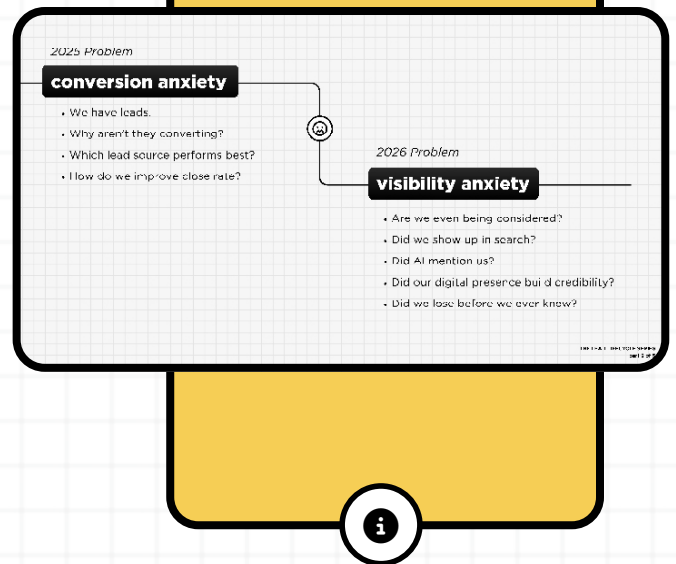 2025 Problem
conversion anxiety
• We have leads.
• Why aren't they converting?
• Which lead source performs best?
• How do we improve close rate?
2026 Problem
visibility anxiety
• Are we even being considered?
• Did we show up in search?
• Did AI mention us?
• Did our digital presence build credibility?
• Did we lose before we ever know?